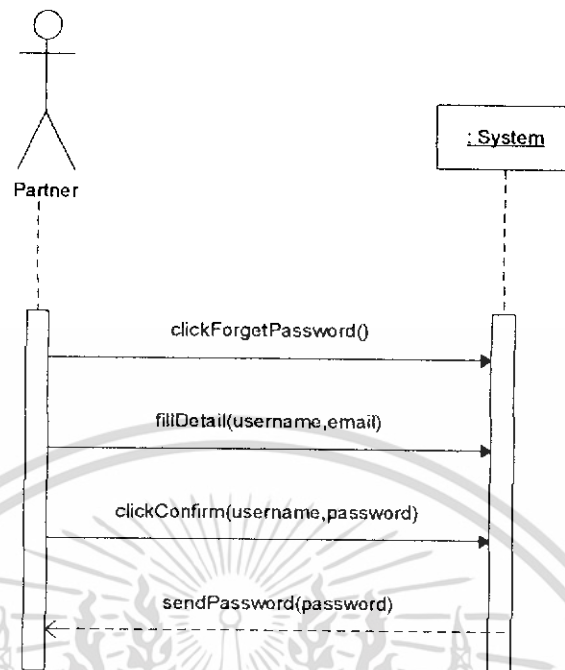 : System
Partner
clickForgetPassword()
fillDetail(username,email)
clickConfirm(username,password)
sendPassword(password)